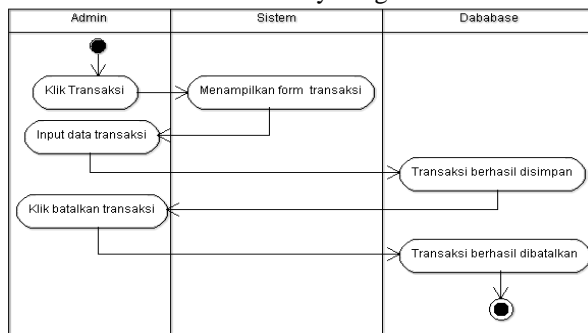 Admin
Sistem
Dababase
Klik Transaksi
Menampilkan form transaksi
Input data transaksi
Transaksi berhasil disimpan
Klik batalkan transaksi
Transaksi berhasil dibatalkan